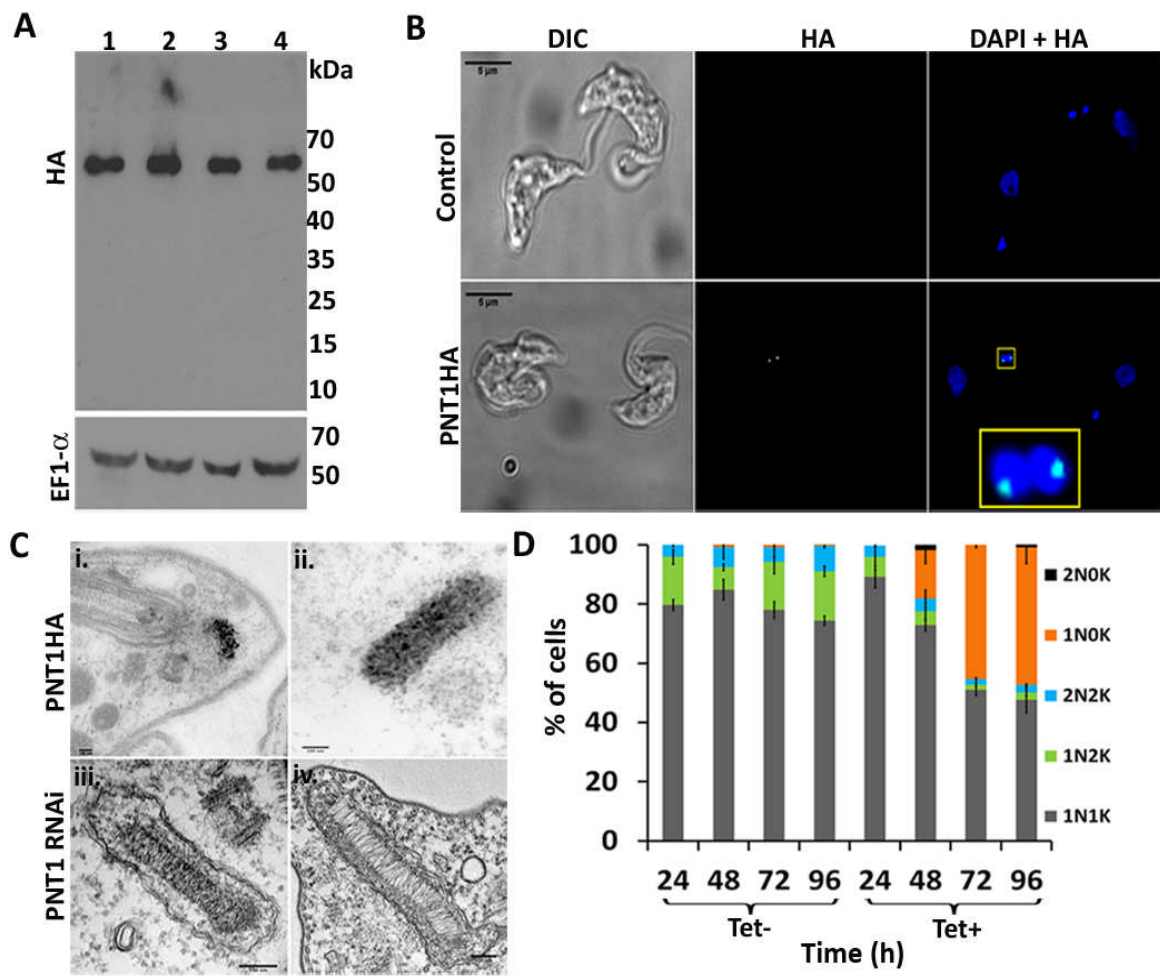 A
1 2 3 4
kDa
70
50
40
35
25
15
10
HA
70
50
EF1-α
B
DIC HA DAPI + HA
5 µm
Control
5 µm
PNT1HA
C
i. ii.
PNT1HA
iii. iv.
PNT1 RNAi
D
100
80
60
40
20
0
% of cells
2N0K
1N0K
2N2K
1N2K
1N1K
24 48 72 96 24 48 72 96
Tet- Tet+
Time (h)